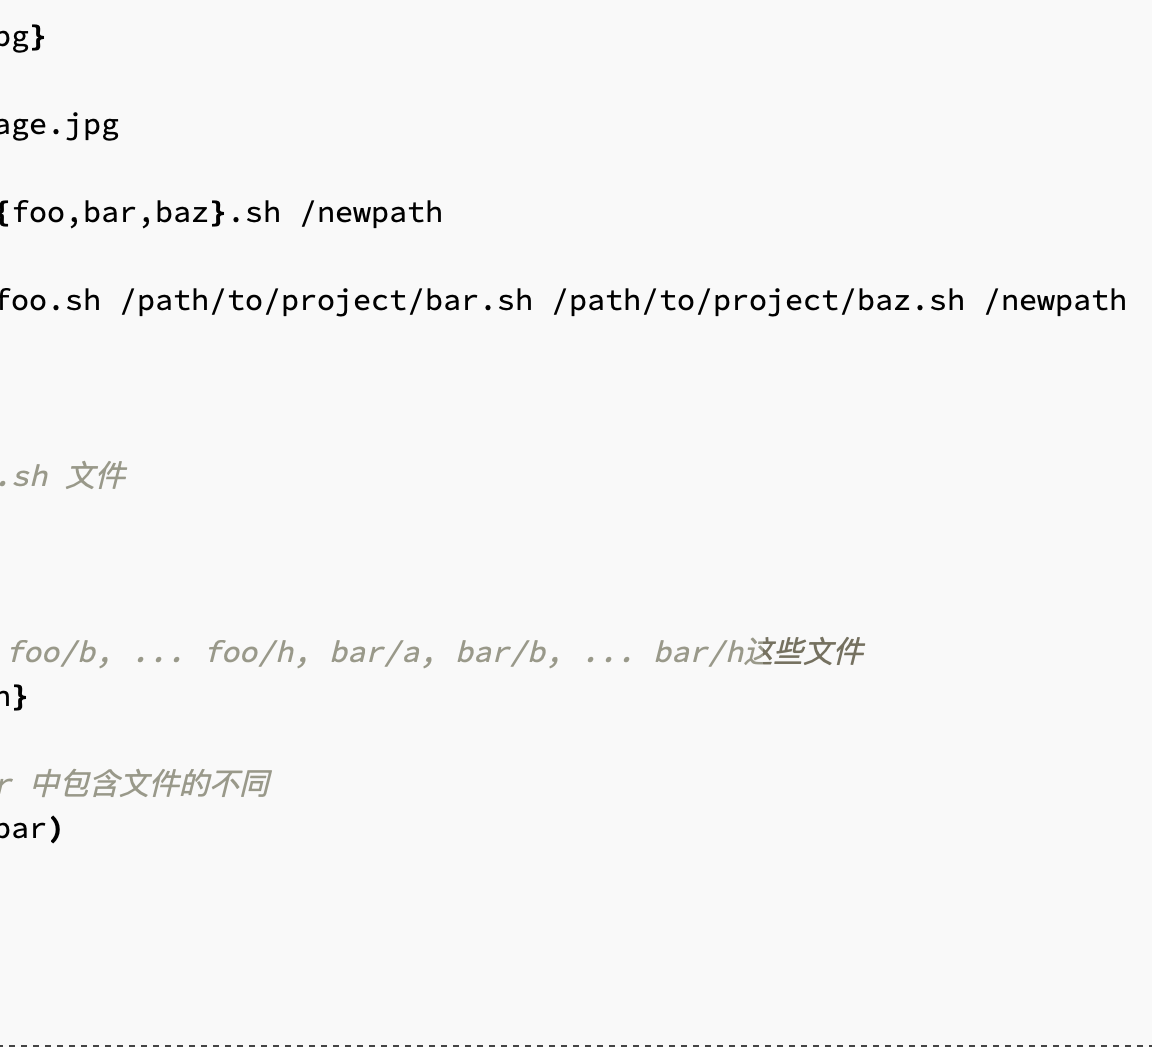 pg}
age.jpg
{foo,bar,baz}.sh /newpath
foo.sh /path/to/project/bar.sh /path/to/project/baz.sh /newpath
.sh 文件
foo/b, ... foo/h, bar/a, bar/b, ... bar/h这些文件
h}
r 中包含文件的不同
bar)